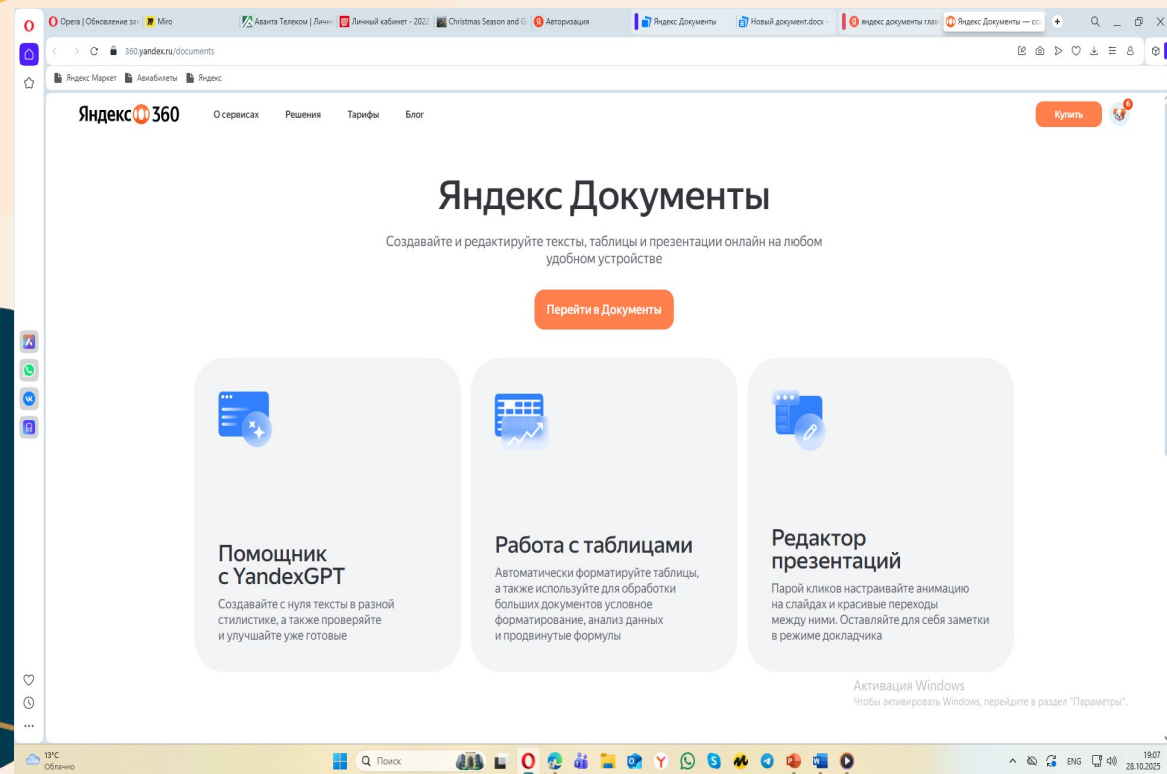 Opera | Обновление за
Miro
Аванта Телеком | Личн
Личный кабинет - 2022
Christmas Season and G
Авторизация
Яндекс Документы
Новый документ.docx -
яндекс документы глав
Яндекс Документы — со
360.yandex.ru/documents
Яндекс Маркет
Авиабилеты
Яндекс
Яндекс 360
О сервисах
Решения
Тарифы
Блог
Купить
6
Яндекс Документы
Создавайте и редактируйте тексты, таблицы и презентации онлайн на любом
удобном устройстве
Перейти в Документы
Помощник
с YandexGPT
Создавайте с нуля тексты в разной
стилистике, а также проверяйте
и улучшайте уже готовые
Работа с таблицами
Автоматически форматируйте таблицы,
а также используйте для обработки
больших документов условное
форматирование, анализ данных
и продвинутые формулы
Редактор
презентаций
Парой кликов настраивайте анимацию
на слайдах и красивые переходы
между ними. Оставляйте для себя заметки
в режиме докладчика
Активация Windows
Чтобы активировать Windows, перейдите в раздел "Параметры".
13°C
Облачно
Поиск
ENG
19:07
28.10.2025